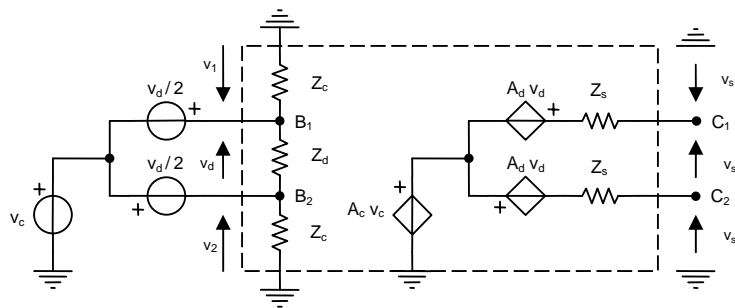 v1
Zc
vd / 2
+
B1
Ad vd
+
Zs
vs
C1
vd / 2
vd
Zd
Ad vd
Zs
vs
+
vc
+
B2
+
Ac vc
+
C2
v2
Zc
vs